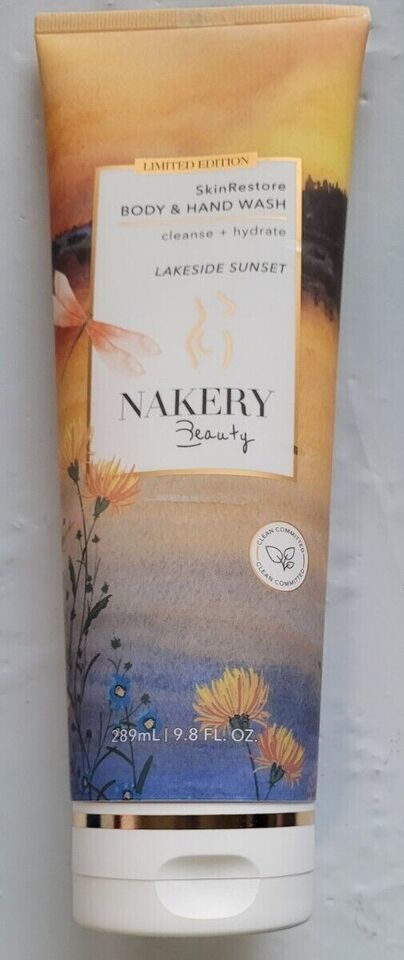 LIMITED EDITION
SkinRestore
BODY & HAND WASH
cleanse + hydrate
LAKESIDE SUNSET
NAKERY
Beauty
CLEAN COMMITTED
CLEAN COMMITTED
289mL | 9.8 FL. OZ.